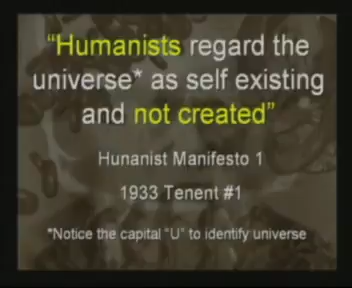 “Humanists regard the
universe* as self existing
and not created”
Hunanist Manifesto 1
1933 Tenent #1
*Notice the capital “U” to identify universe